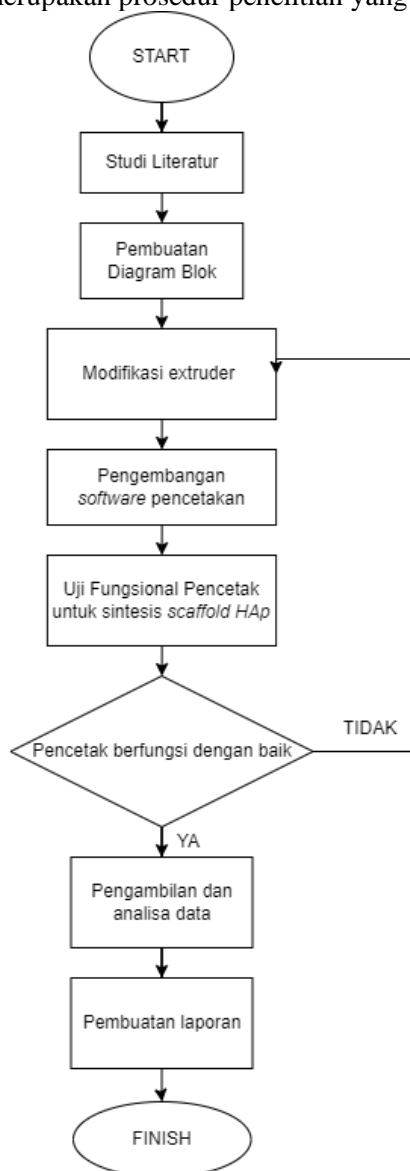 merupakan prosedur penelitian yang
START
Studi Literatur
Pembuatan
Diagram Blok
Modifikasi extruder
Pengembangan
software pencetakan
Uji Fungsional Pencetak
untuk sintesis scaffold HAp
Pencetak berfungsi dengan baik
TIDAK
YA
Pengambilan dan
analisa data
Pembuatan laporan
FINISH